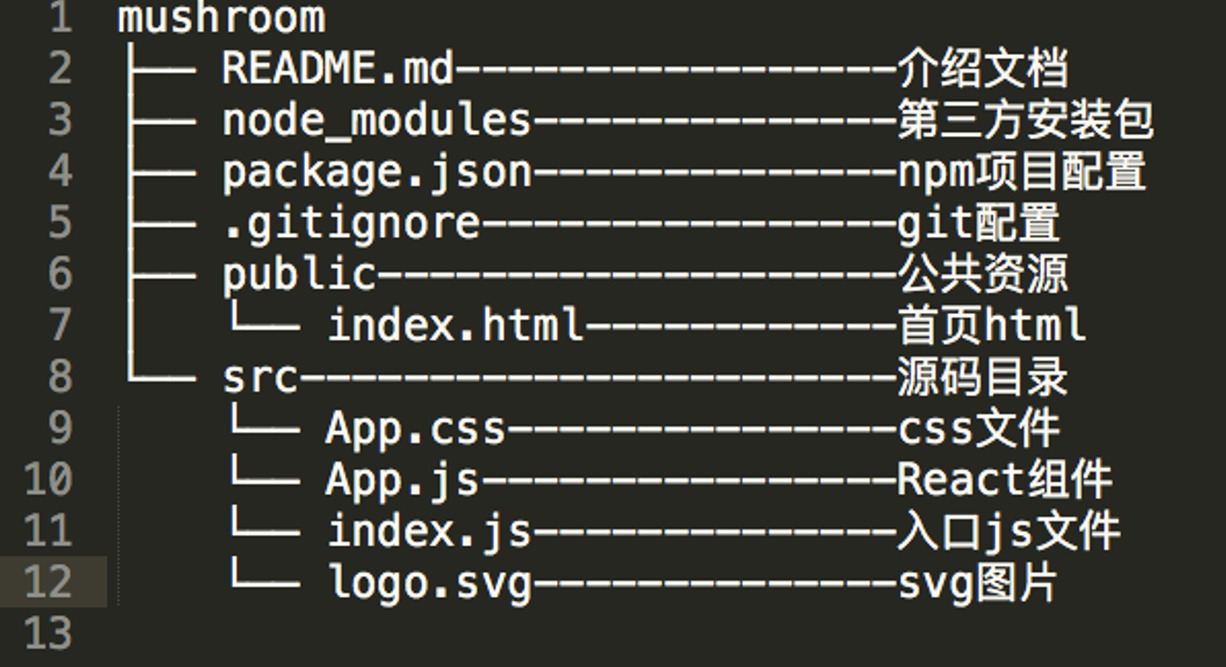 1 mushroom
2 ├── README.md-----------------介绍文档
3 ├── node_modules--------------第三方安装包
4 ├── package.json--------------npm项目配置
5 ├── .gitignore----------------git配置
6 ├── public--------------------公共资源
7 │   └── index.html------------首页html
8 └── src-----------------------源码目录
9     └── App.css---------------css文件
10     └── App.js----------------React组件
11     └── index.js--------------入口js文件
12     └── logo.svg--------------svg图片
13